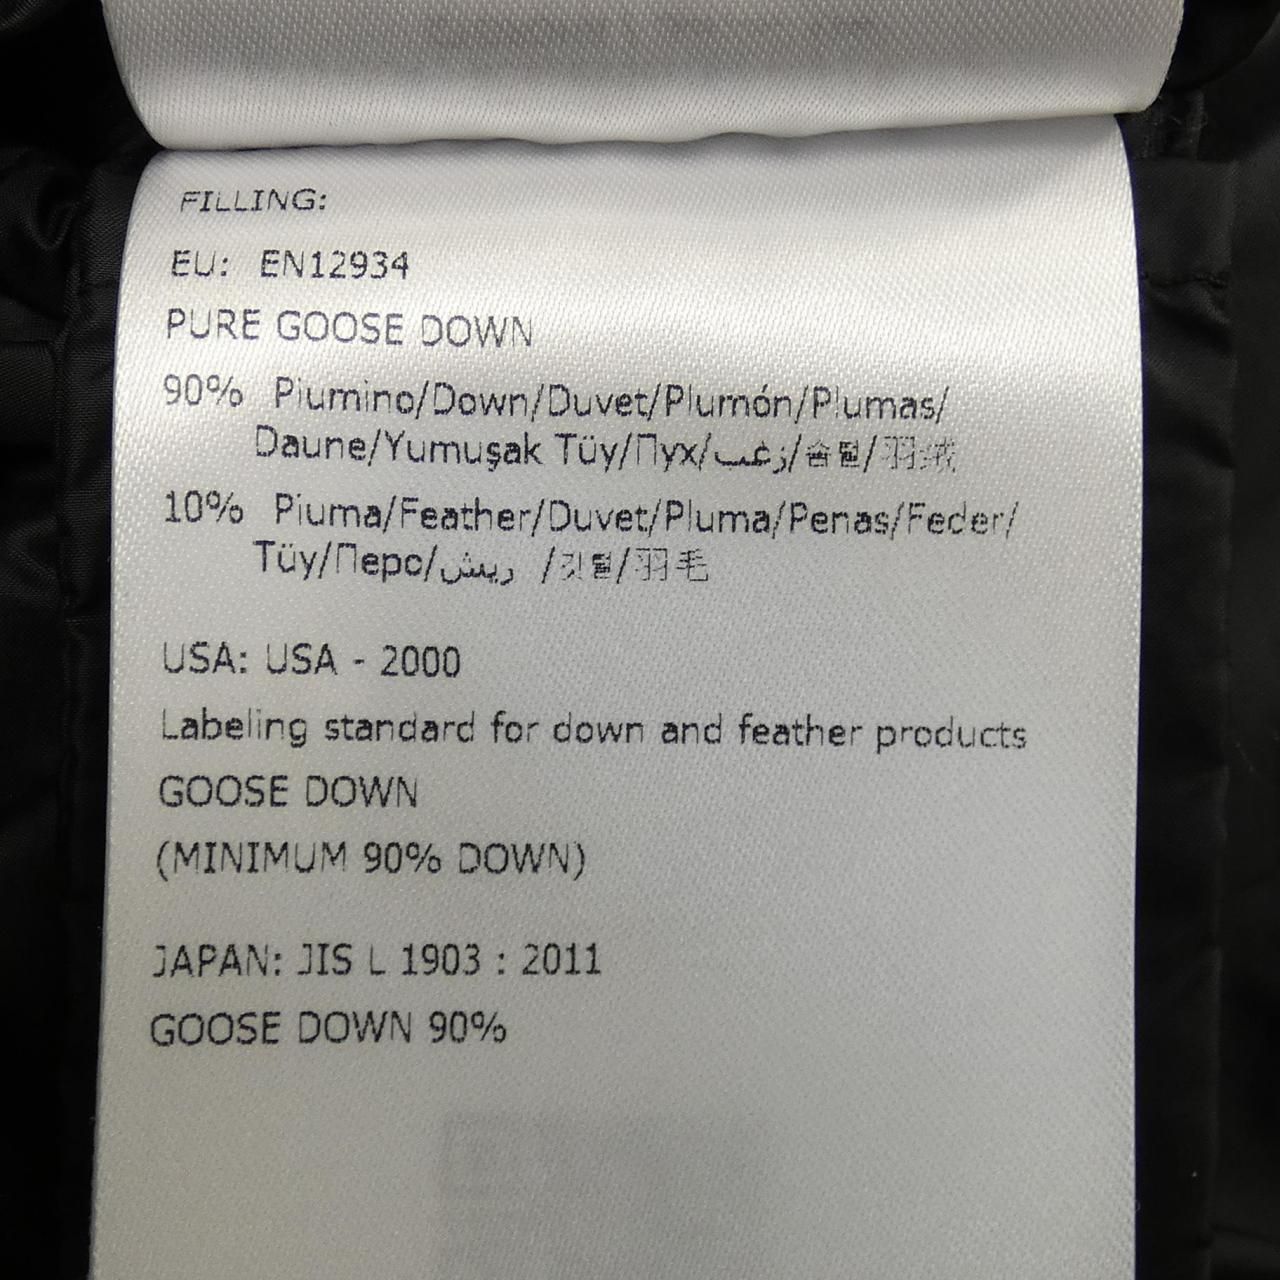 FILLING:
EU: EN12934
PURE GOOSE DOWN
90% Piumino/Down/Duvet/Plumón/Plumas/
Daune/Yumuşak Tüy/Пух/زغب/솜털/羽绒
10% Piuma/Feather/Duvet/Pluma/Penas/Feder/
Tüy/Перо/ريش /깃털/羽毛
USA: USA - 2000
Labeling standard for down and feather products
GOOSE DOWN
(MINIMUM 90% DOWN)
JAPAN: JIS L 1903 : 2011
GOOSE DOWN 90%